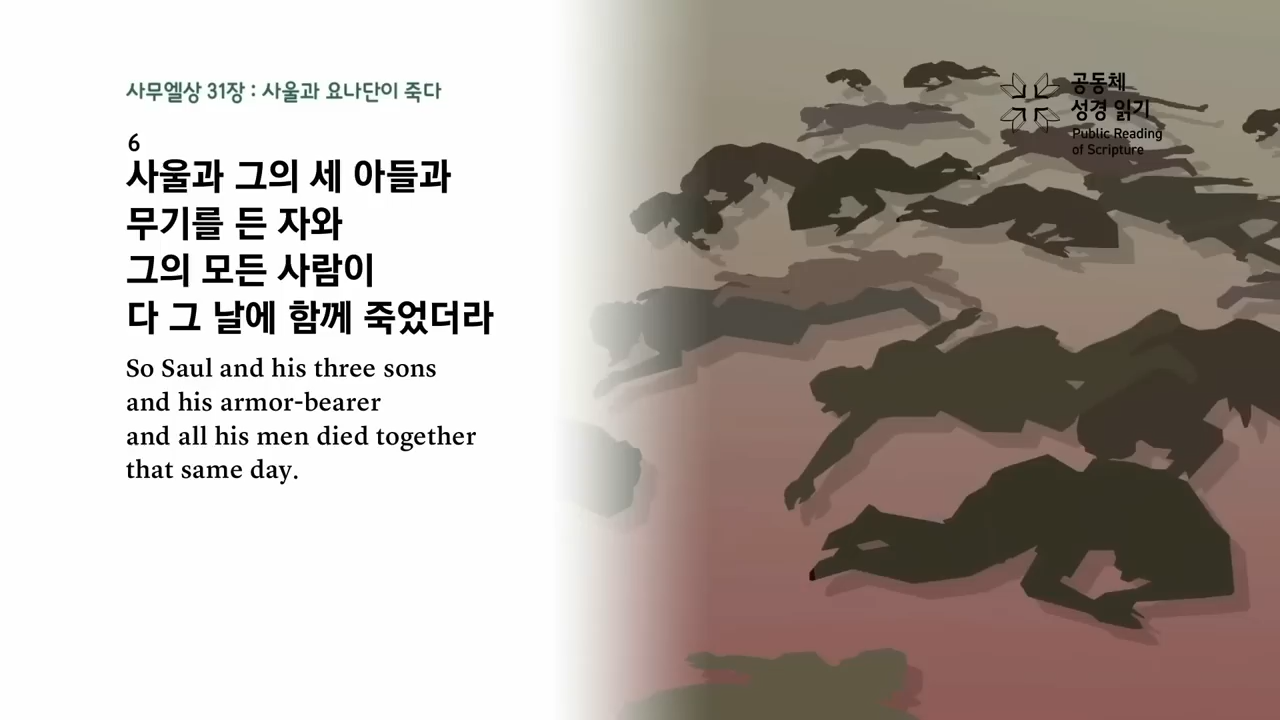 사무엘상 31장 : 사울과 요나단이 죽다
6
사울과 그의 세 아들과
무기를 든 자와
그의 모든 사람이
다 그 날에 함께 죽었더라
So Saul and his three sons
and his armor-bearer
and all his men died together
that same day.
공동체
성경 읽기
Public Reading
of Scripture